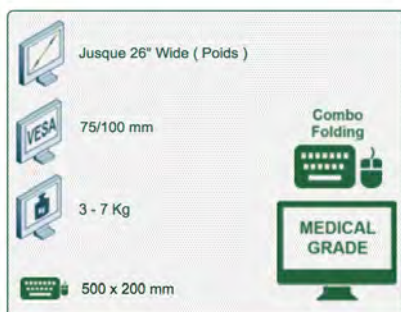 Jusque 26" Wide ( Poids )
VESA
75/100 mm
3 - 7 Kg
500 x 200 mm
Combo
Folding
MEDICAL
GRADE